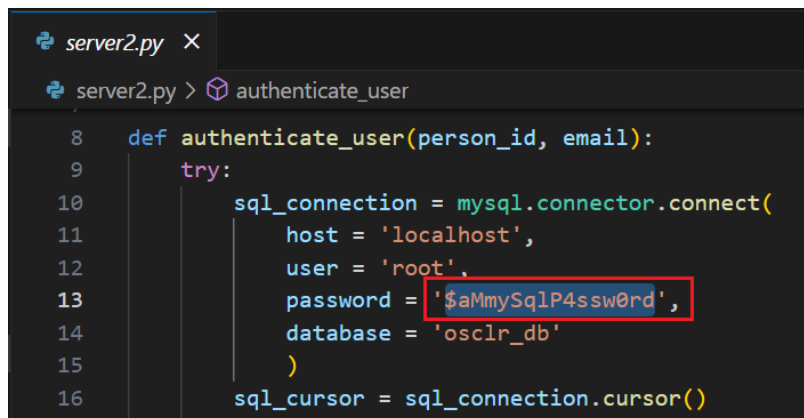 server2.py ×
server2.py > authenticate_user
8 def authenticate_user(person_id, email):
9 try:
10 sql_connection = mysql.connector.connect(
11 host = 'localhost',
12 user = 'root',
13 password = '$aMmySqlP4ssw0rd',
14 database = 'osclr_db'
15 )
16 sql_cursor = sql_connection.cursor()